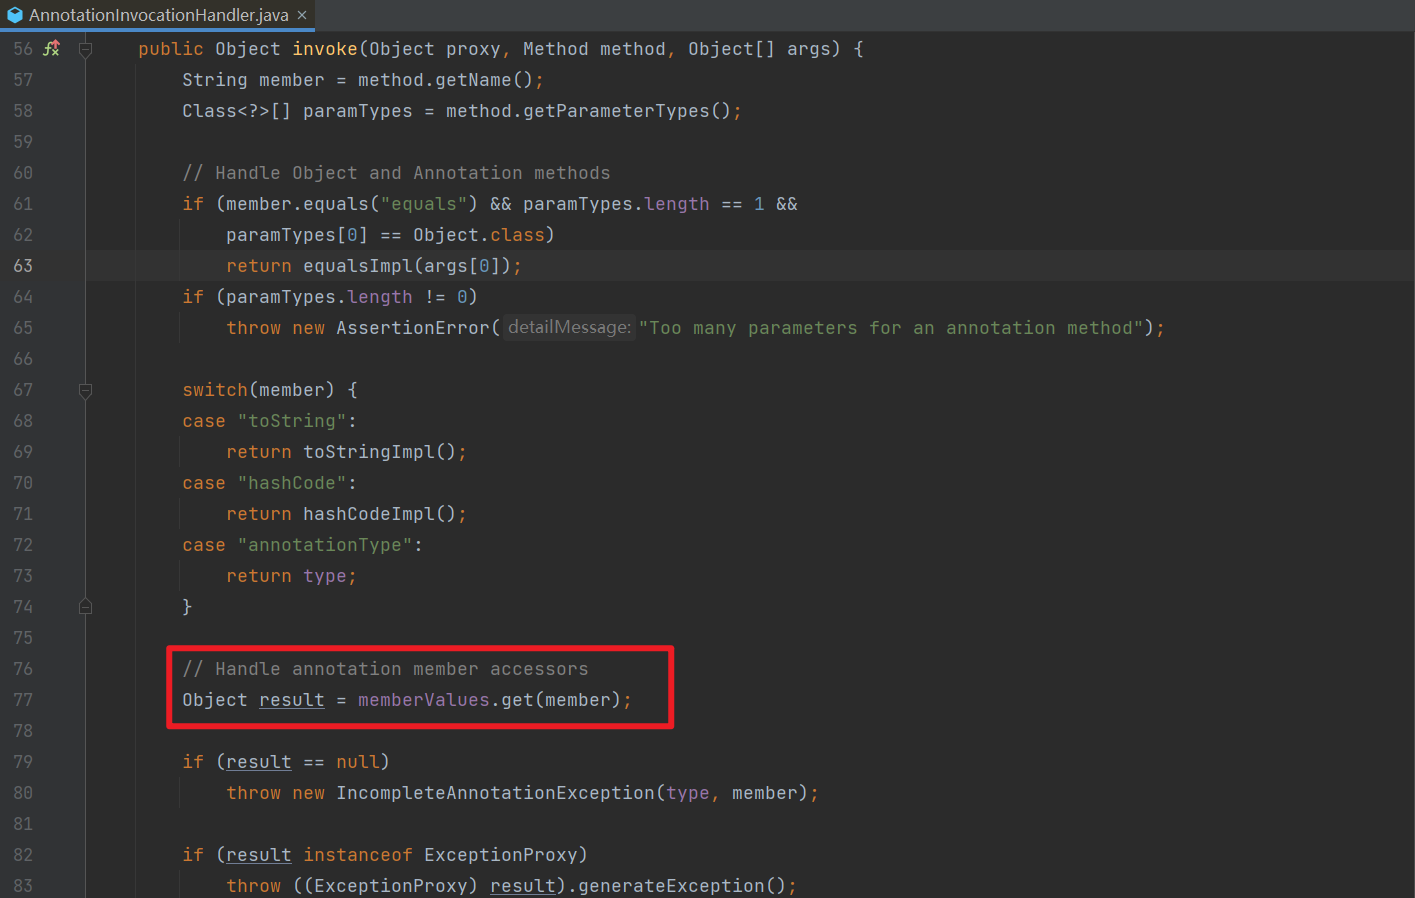 AnnotationInvocationHandler.java ×
56 public Object invoke(Object proxy, Method method, Object[] args) {
57 String member = method.getName();
58 Class<?>[] paramTypes = method.getParameterTypes();
59
60 // Handle Object and Annotation methods
61 if (member.equals("equals") && paramTypes.length == 1 &&
62 paramTypes[0] == Object.class)
63 return equalsImpl(args[0]);
64 if (paramTypes.length != 0)
65 throw new AssertionError( detailMessage: "Too many parameters for an annotation method");
66
67 switch(member) {
68 case "toString":
69 return toStringImpl();
70 case "hashCode":
71 return hashCodeImpl();
72 case "annotationType":
73 return type;
74 }
75
76 // Handle annotation member accessors
77 Object result = memberValues.get(member);
78
79 if (result == null)
80 throw new IncompleteAnnotationException(type, member);
81
82 if (result instanceof ExceptionProxy)
83 throw ((ExceptionProxy) result).generateException();